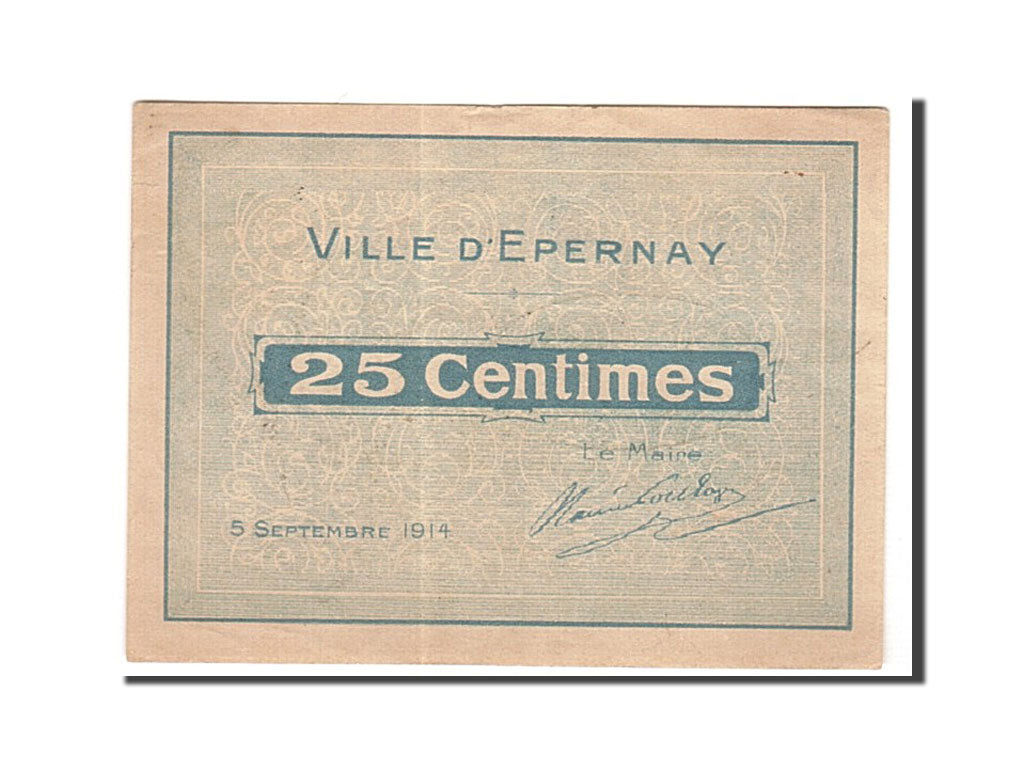 VILLE D'EPERNAY
25 Centimes
Le Maire
5 SEPTEMBRE 1914